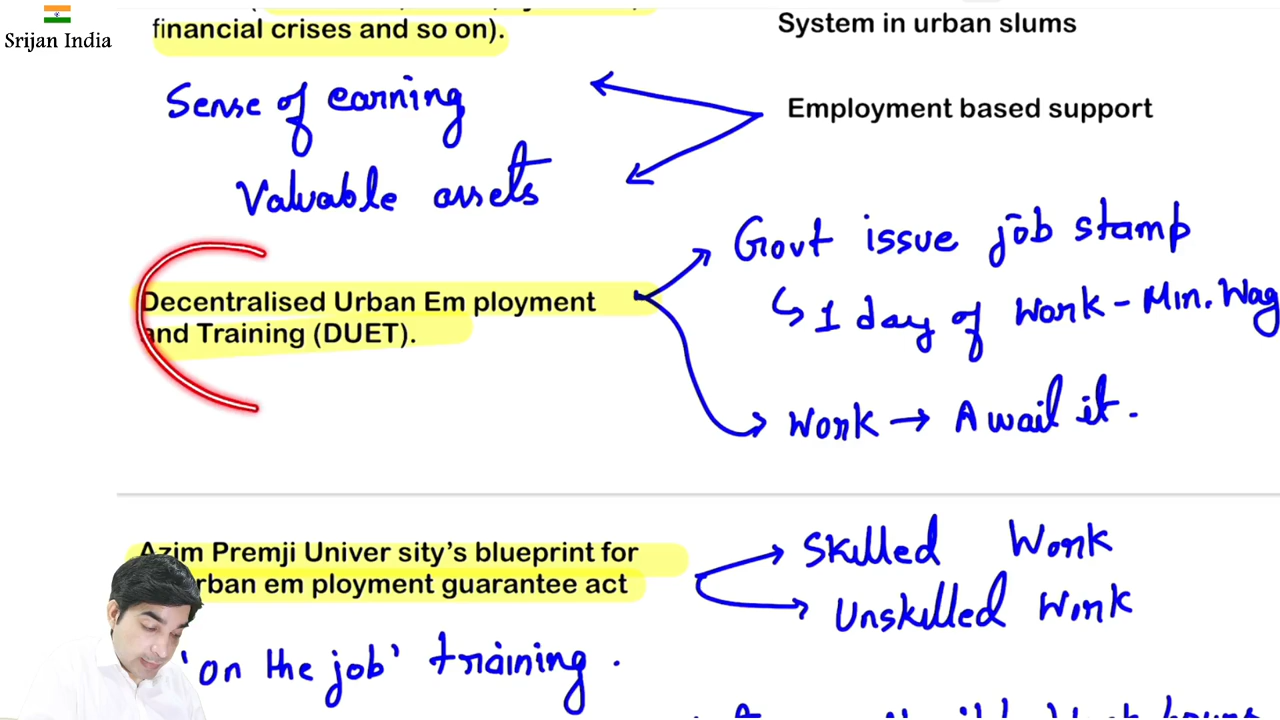 Srijan India
financial crises and so on).
System in urban slums
Sense of earning
Employment based support
Valuable assets
Govt issue job stamp
Decentralised Urban Em ployment
and Training (DUET).
1 day of Work - Min. Wag
Work → Awail it.
Azim Premji Univer sity's blueprint for
rban em ployment guarantee act
Skilled Work
Unskilled Work
'on the job' training.